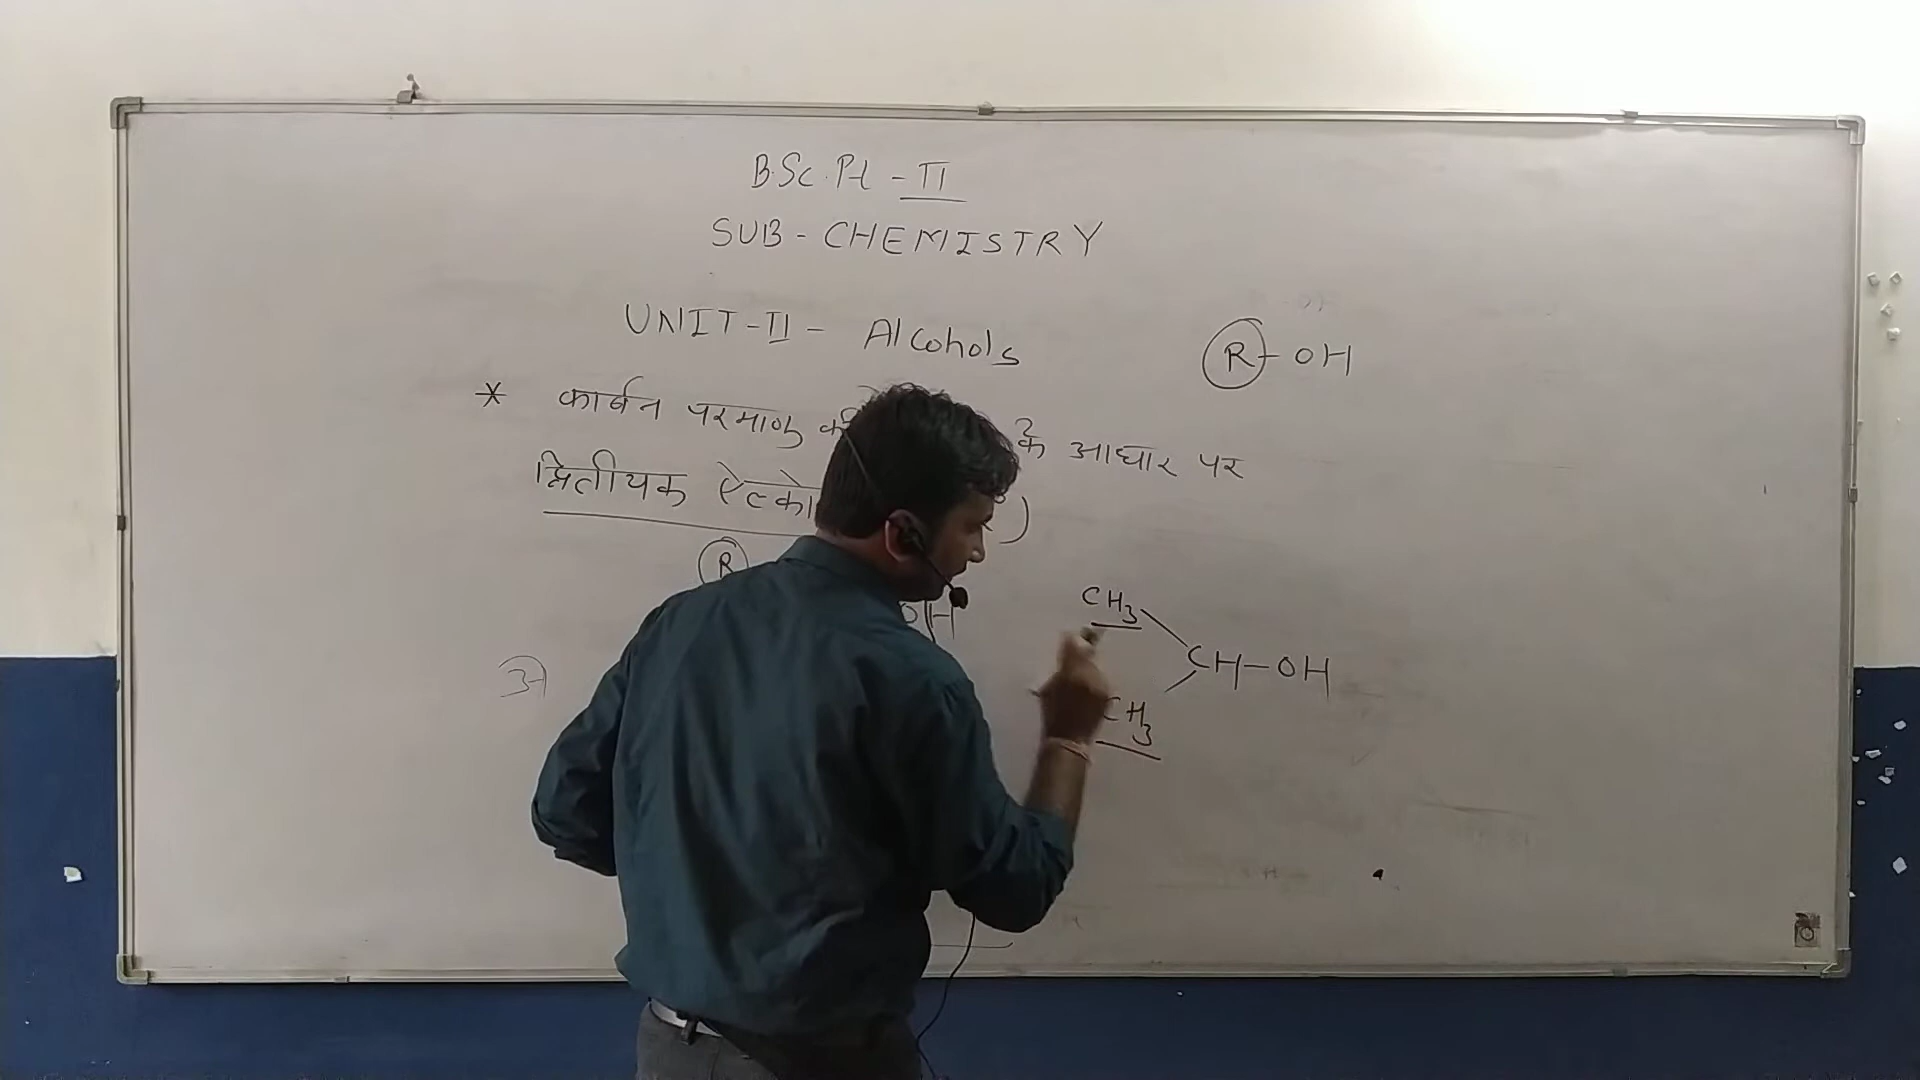 B.Sc. Pt - II
SUB - CHEMISTRY
UNIT-II - Alcohols
R - OH
* कार्बन परमाणु की के आधार पर
द्वितीयक ऐल्को )
R
OH
CH3
CH-OH
CH3